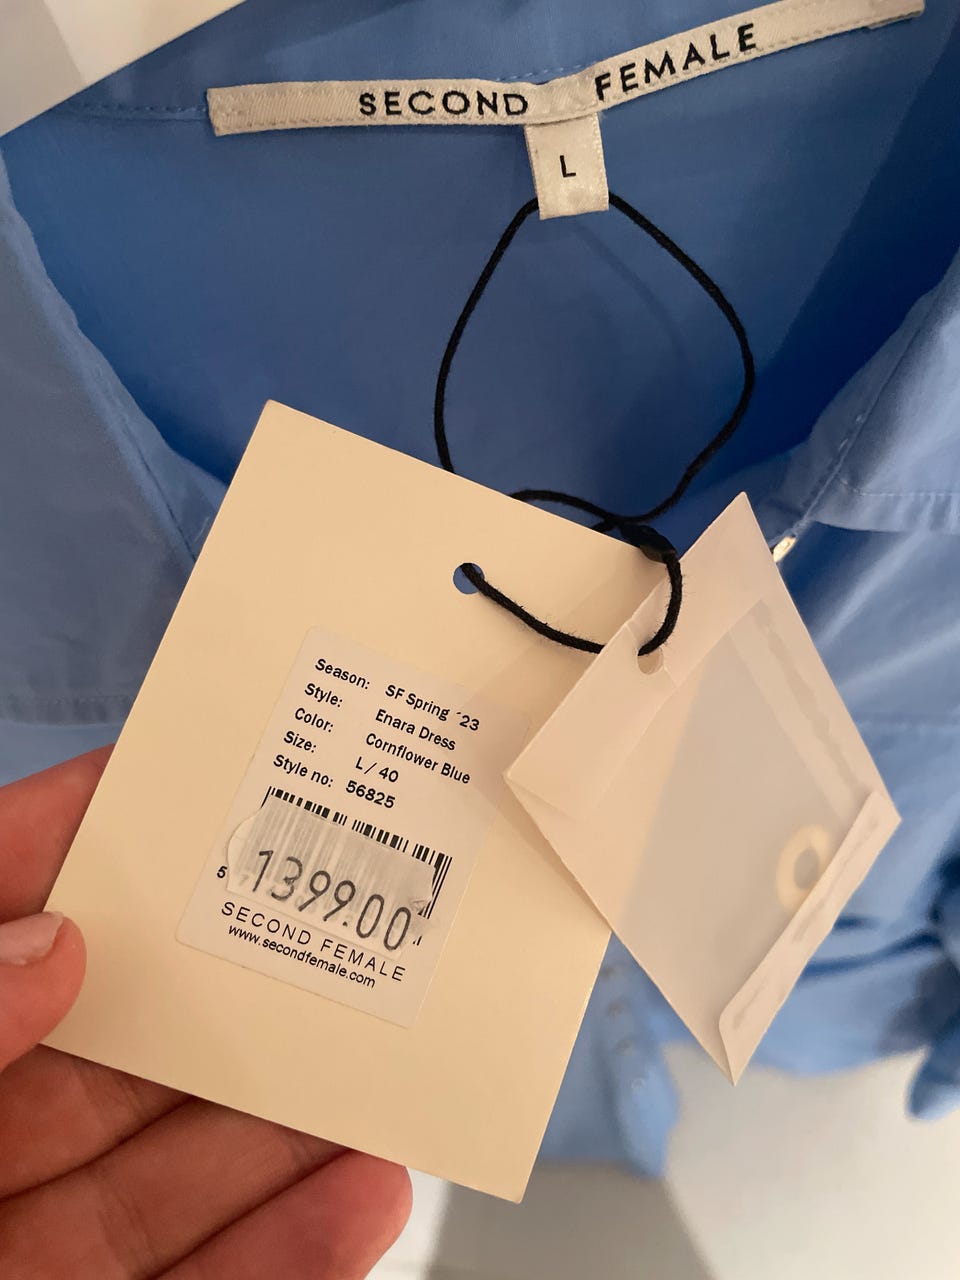 SECOND FEMALE
L
Season: SF Spring ´23
Style: Enara Dress
Color: Cornflower Blue
Size: L / 40
Style no: 56825
5
1399.00
SECOND FEMALE
www.secondfemale.com